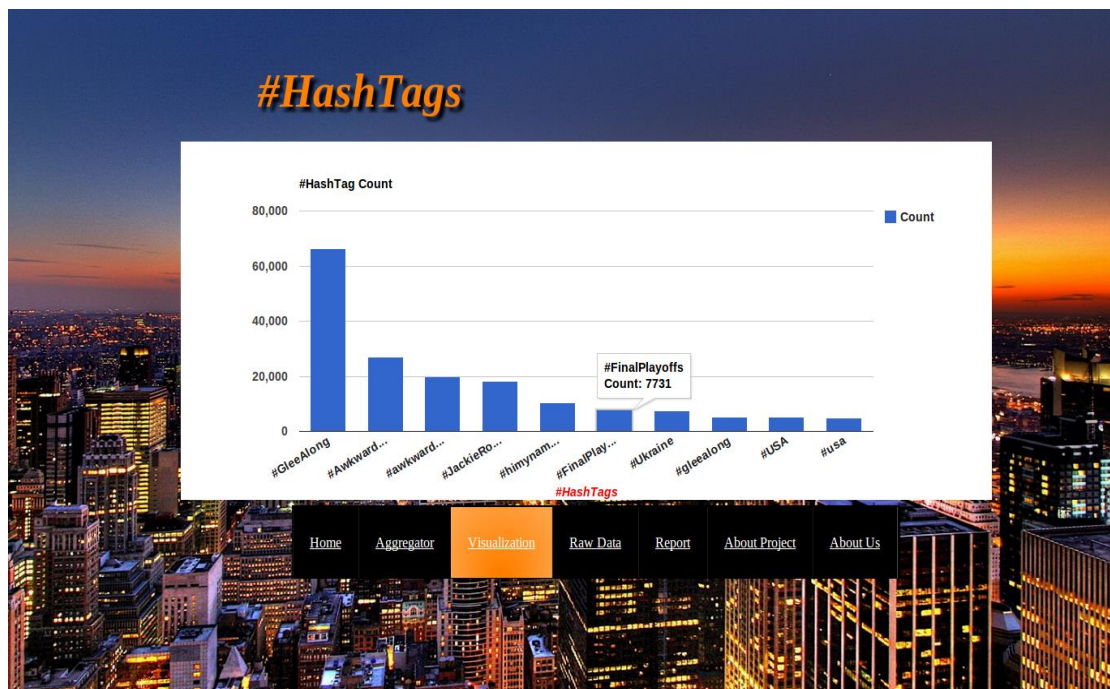 #HashTags
#HashTag Count
80,000
60,000
40,000
20,000
0
Count
#FinalPlayoffs
Count: 7731
#GleeAlong
#Awkward...
#awkward...
#JackieRo...
#himynam...
#FinalPlay...
#Ukraine
#gleealong
#USA
#usa
#HashTags
Home
Aggregator
Visualization
Raw Data
Report
About Project
About Us